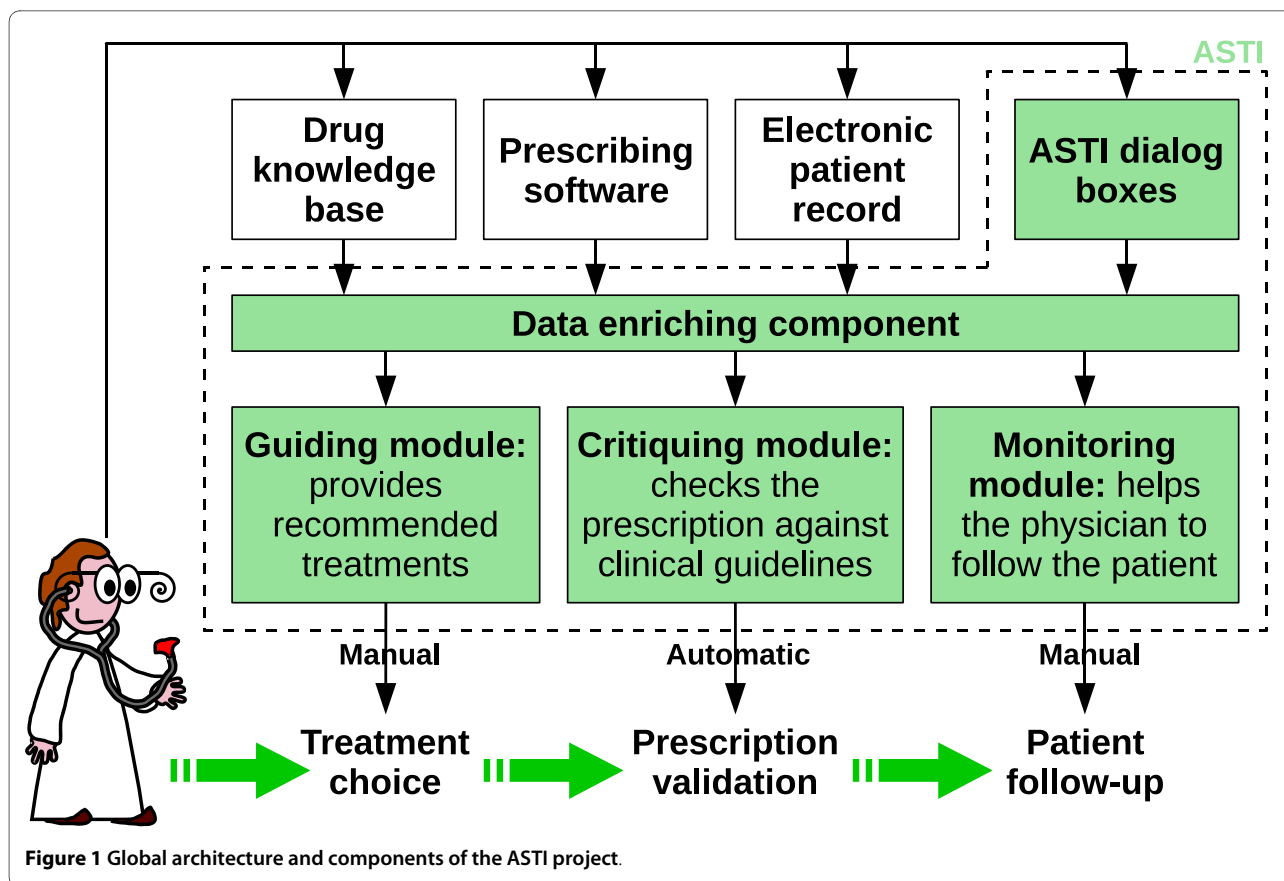 ASTI
Drug
knowledge
base
Prescribing
software
Electronic
patient
record
ASTI dialog
boxes
Data enriching component
Guiding module:
provides
recommended
treatments
Critiquing module:
checks the
prescription against
clinical guidelines
Monitoring
module: helps
the physician to
follow the patient
Manual
Automatic
Manual
Treatment
choice
Prescription
validation
Patient
follow-up
Figure 1 Global architecture and components of the ASTI project.